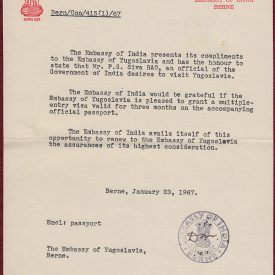 EMBASSY OF INDIA
BERNE
Bern/Con/415(1)/67
The Embassy of India presents its compliments
to the Embassy of Yugoslavia and has the honour to
state that Mr. P.S. Siva RAO, an official of the
Government of India desires to visit Yugoslavia.
The Embassy of India would be grateful if the
Embassy of Yugoslavia is pleased to grant a multiple-
entry visa valid for three months on the accompanying
official passport.
The Embassy of India avails itself of this
opportunity to renew to the Embassy of Yugoslavia
the assurances of its highest consideration.
Berne, January 23, 1967.
Encl: passport
EMBASSY OF INDIA
BERNE
The Embassy of Yugoslavia,
Berne.